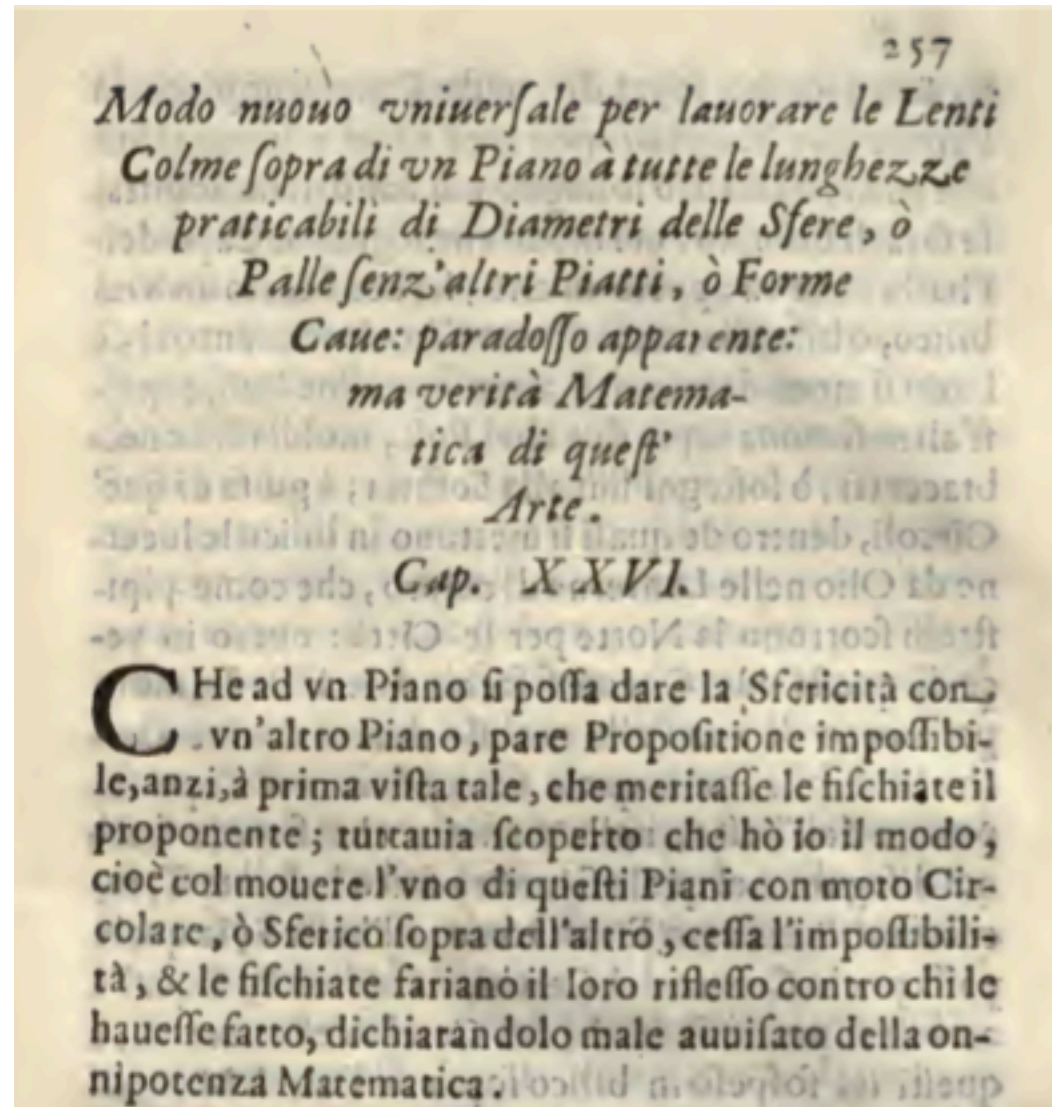 257
Modo nuouo vniuerſale per lauorare le Lenti
Colme ſopra di vn Piano à tutte le lunghezze
praticabili di Diametri delle Sfere, ò
Palle ſenz'altri Piatti, ò Forme
Caue: paradoſſo apparente:
ma verità Matema-
tica di queſt'
Arte.
Cap. XXVI.
CHe ad vn Piano ſi poſſa dare la Sfericità con
vn'altro Piano, pare Propoſitione impoſſibi-
le, anzi, à prima viſta tale, che meritaſſe le fiſchiate il
proponente; tuttauia ſcoperto che hò io il modo,
cioè col mouere l'vno di queſti Piani con moto Cir-
colare, ò Sferico ſopra dell'altro, ceſſa l'impoſſibili-
tà, & le fiſchiate fariano il loro rifleſſo contro chi le
haueſſe fatto, dichiarandolo male auuiſato della on-
nipotenza Matematica.